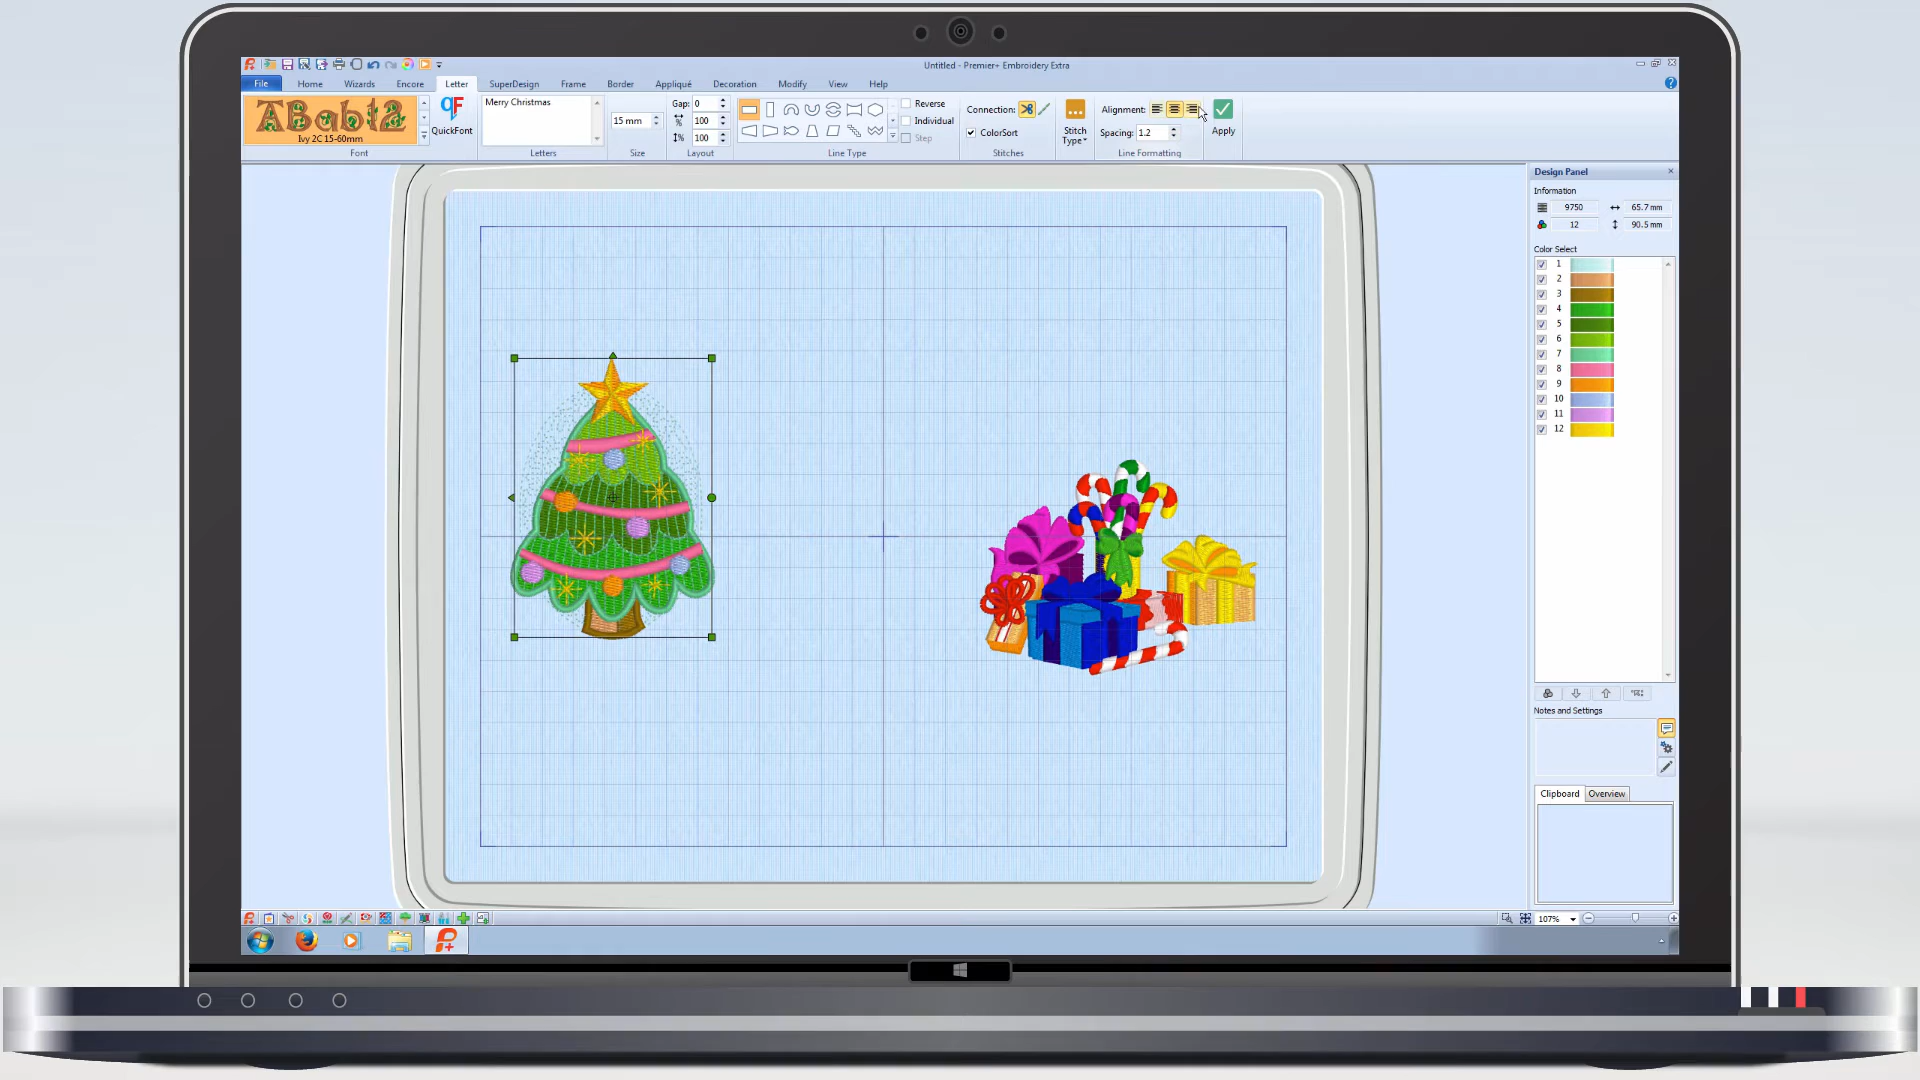 Untitled - Premier+ Embroidery Extra
File Home Wizards Encore Letter SuperDesign Frame Border Appliqué Decoration Modify View Help
ABab12
Ivy 2C 15-60mm
QuickFont
Merry Christmas
15 mm
Gap: 0
100
100
Reverse
Individual
Step
Connection:
ColorSort
Stitch
Type
Alignment:
Spacing: 1.2
Apply
Font Letters Size Layout Line Type Stitches Line Formatting
Design Panel
Information
9750 65.7 mm
12 90.5 mm
Color Select
1
2
3
4
5
6
7
8
9
10
11
12
Notes and Settings
Clipboard Overview
107%